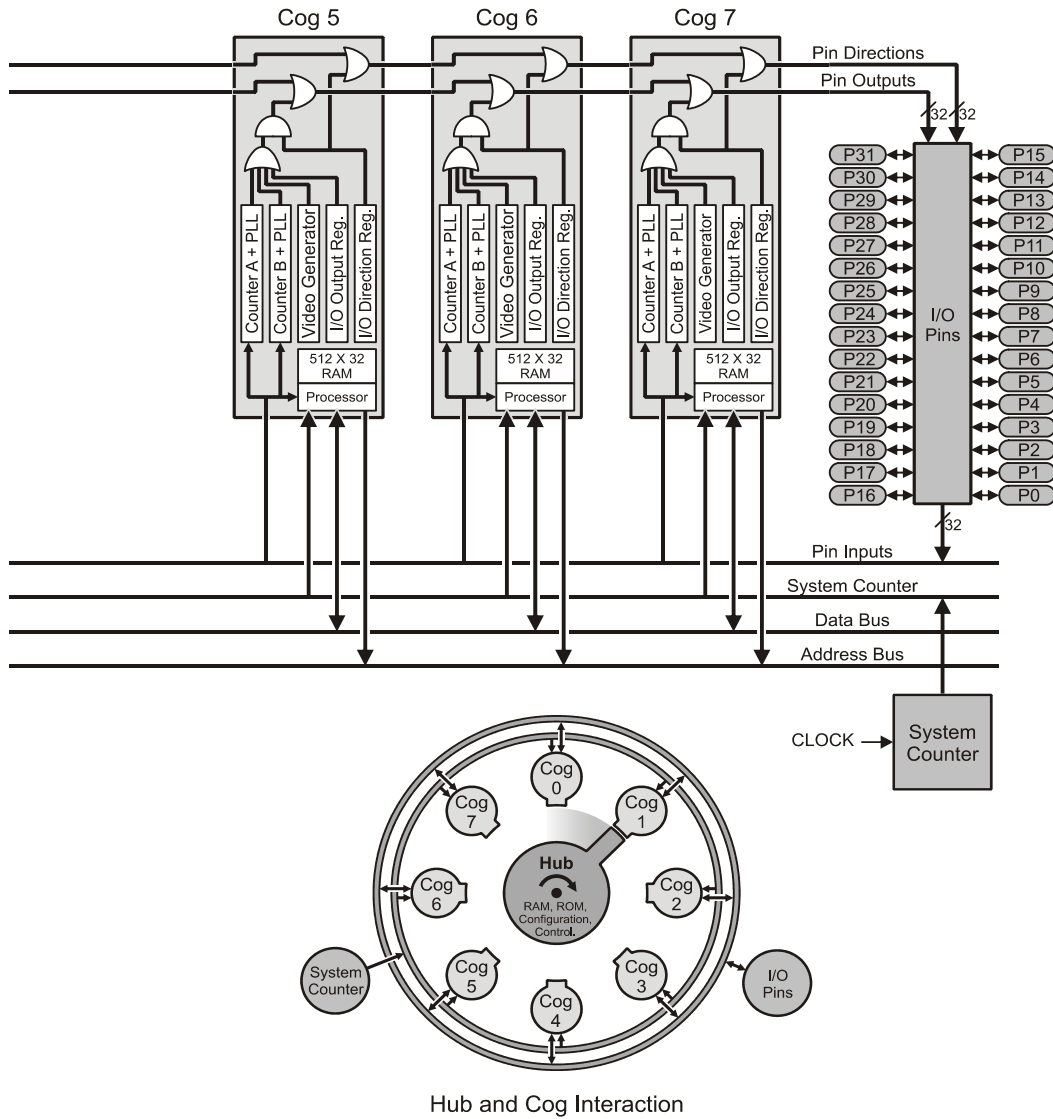 Cog 5
Cog 6
Cog 7
Pin Directions
Pin Outputs
32
32
Counter A + PLL
Counter B + PLL
Video Generator
I/O Output Reg.
I/O Direction Reg.
512 X 32
RAM
Processor
Counter A + PLL
Counter B + PLL
Video Generator
I/O Output Reg.
I/O Direction Reg.
512 X 32
RAM
Processor
Counter A + PLL
Counter B + PLL
Video Generator
I/O Output Reg.
I/O Direction Reg.
512 X 32
RAM
Processor
P31
P30
P29
P28
P27
P26
P25
P24
P23
P22
P21
P20
P19
P18
P17
P16
I/O
Pins
P15
P14
P13
P12
P11
P10
P9
P8
P7
P6
P5
P4
P3
P2
P1
P0
32
Pin Inputs
System Counter
Data Bus
Address Bus
CLOCK
System
Counter
Cog
0
Cog
1
Cog
2
Cog
3
Cog
4
Cog
5
Cog
6
Cog
7
Hub
RAM, ROM,
Configuration,
Control.
System
Counter
I/O
Pins
Hub and Cog Interaction